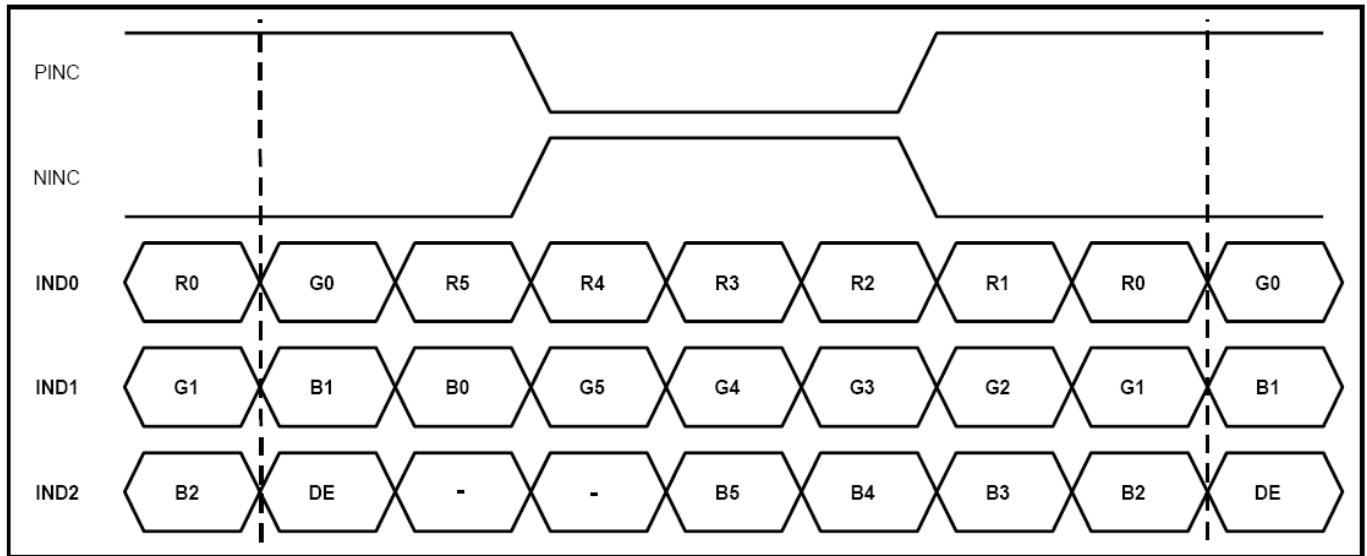 PINC
NINC
IND0 R0 G0 R5 R4 R3 R2 R1 R0 G0
IND1 G1 B1 B0 G5 G4 G3 G2 G1 B1
IND2 B2 DE - - B5 B4 B3 B2 DE